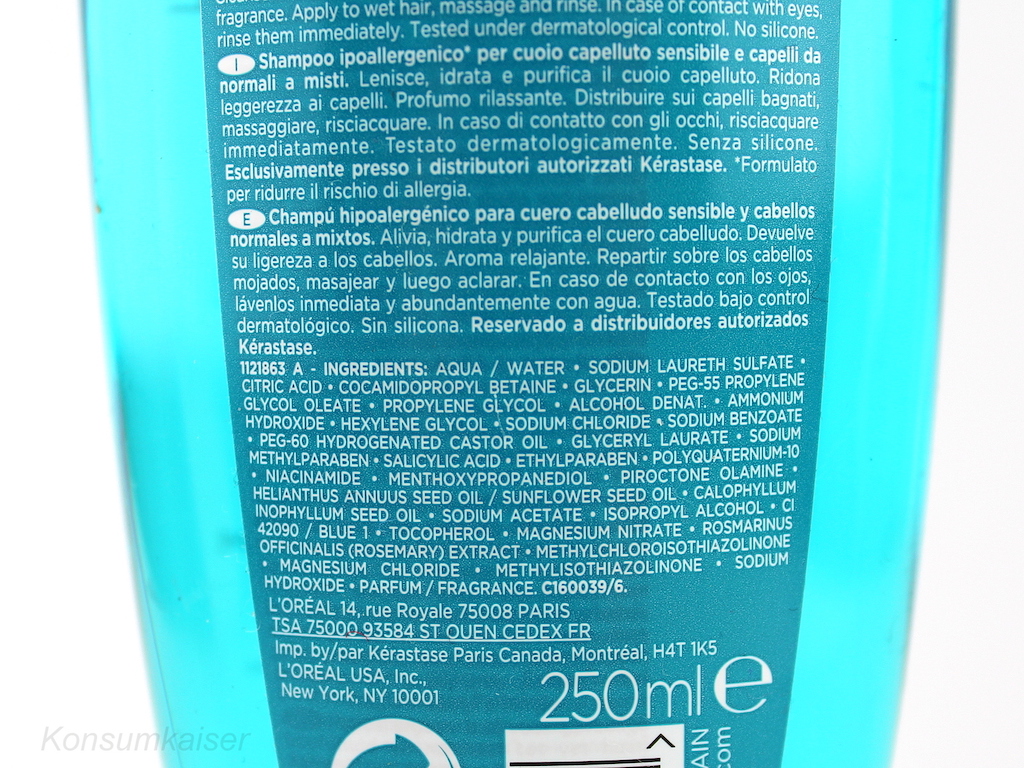 fragrance. Apply to wet hair, massage and rinse. In case of contact with eyes,
rinse them immediately. Tested under dermatological control. No silicone.
I Shampoo ipoallergenico* per cuoio capelluto sensibile e capelli da
normali a misti. Lenisce, idrata e purifica il cuoio capelluto. Ridona
leggerezza ai capelli. Profumo rilassante. Distribuire sui capelli bagnati,
massaggiare, risciacquare. In caso di contatto con gli occhi, risciacquare
immediatamente. Testato dermatologicamente. Senza silicone.
Esclusivamente presso i distributori autorizzati Kérastase. *Formulato
per ridurre il rischio di allergia.
E Champú hipoalergénico para cuero cabelludo sensible y cabellos
normales a mixtos. Alivia, hidrata y purifica el cuero cabelludo. Devuelve
su ligereza a los cabellos. Aroma relajante. Repartir sobre los cabellos
mojados, masajear y luego aclarar. En caso de contacto con los ojos,
lávenlos inmediata y abundantemente con agua. Testado bajo control
dermatológico. Sin silicona. Reservado a distribuidores autorizados
Kérastase.
1121863 A - INGREDIENTS: AQUA / WATER • SODIUM LAURETH SULFATE •
CITRIC ACID • COCAMIDOPROPYL BETAINE • GLYCERIN • PEG-55 PROPYLENE
GLYCOL OLEATE • PROPYLENE GLYCOL • ALCOHOL DENAT. • AMMONIUM
HYDROXIDE • HEXYLENE GLYCOL • SODIUM CHLORIDE • SODIUM BENZOATE
• PEG-60 HYDROGENATED CASTOR OIL • GLYCERYL LAURATE • SODIUM
METHYLPARABEN • SALICYLIC ACID • ETHYLPARABEN • POLYQUATERNIUM-10
• NIACINAMIDE • MENTHOXYPROPANEDIOL • PIROCTONE OLAMINE •
HELIANTHUS ANNUUS SEED OIL / SUNFLOWER SEED OIL • CALOPHYLLUM
INOPHYLLUM SEED OIL • SODIUM ACETATE • ISOPROPYL ALCOHOL • CI
42090 / BLUE 1 • TOCOPHEROL • MAGNESIUM NITRATE • ROSMARINUS
OFFICINALIS (ROSEMARY) EXTRACT • METHYLCHLOROISOTHIAZOLINONE
• MAGNESIUM CHLORIDE • METHYLISOTHIAZOLINONE • SODIUM
HYDROXIDE • PARFUM / FRAGRANCE. C160039/6.
L'ORÉAL 14, rue Royale 75008 PARIS
TSA 75000 93584 ST OUEN CEDEX FR
Imp. by/par Kérastase Paris Canada, Montréal, H4T 1K5
L'ORÉAL USA, Inc.,
New York, NY 10001
250ml e
Konsumkaiser